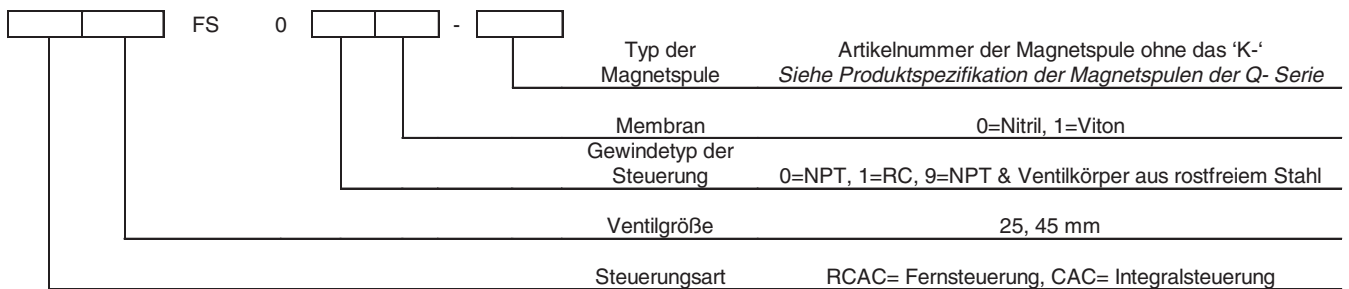 FS 0 -
Typ der Artikelnummer der Magnetspule ohne das ‘K-‘
Magnetspule Siehe Produktspezifikation der Magnetspulen der Q- Serie
Membran 0=Nitril, 1=Viton
Gewindetyp der
Steuerung 0=NPT, 1=RC, 9=NPT & Ventilkörper aus rostfreiem Stahl
Ventilgröße 25, 45 mm
Steuerungsart RCAC= Fernsteuerung, CAC= Integralsteuerung